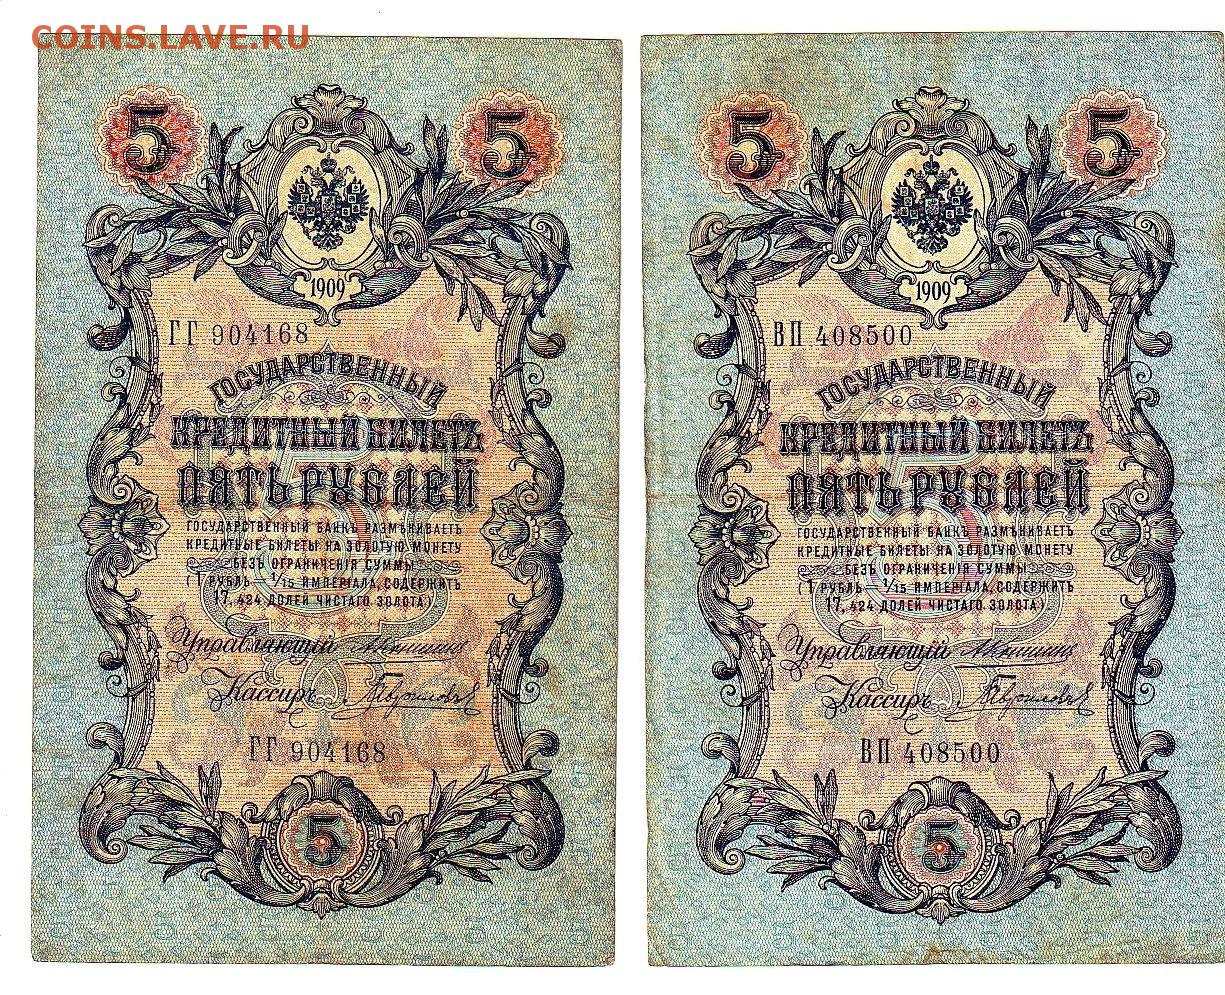 COINS.LAVE.RU
5 5
1909
ГГ 904168
ГОСУДАРСТВЕННЫЙ
КРЕДИТНЫЙ БИЛЕТЪ
ПЯТЬ РУБЛЕЙ
ГОСУДАРСТВЕННЫЙ БАНКЪ РАЗМѢНИВАЕТЪ
КРЕДИТНЫЕ БИЛЕТЫ НА ЗОЛОТУЮ МОНЕТУ
БЕЗЪ ОГРАНИЧЕНІЯ СУММЫ
(1 РУБЛЬ = 1/15 ИМПЕРІАЛА, СОДЕРЖИТЪ
17,424 ДОЛЕЙ ЧИСТАГО ЗОЛОТА)
Управляющій
Кассиръ
ГГ 904168
5
5 5
1909
ВП 408500
ГОСУДАРСТВЕННЫЙ
КРЕДИТНЫЙ БИЛЕТЪ
ПЯТЬ РУБЛЕЙ
ГОСУДАРСТВЕННЫЙ БАНКЪ РАЗМѢНИВАЕТЪ
КРЕДИТНЫЕ БИЛЕТЫ НА ЗОЛОТУЮ МОНЕТУ
БЕЗЪ ОГРАНИЧЕНІЯ СУММЫ
(1 РУБЛЬ = 1/15 ИМПЕРІАЛА, СОДЕРЖИТЪ
17,424 ДОЛЕЙ ЧИСТАГО ЗОЛОТА)
Управляющій
Кассиръ
ВП 408500
5